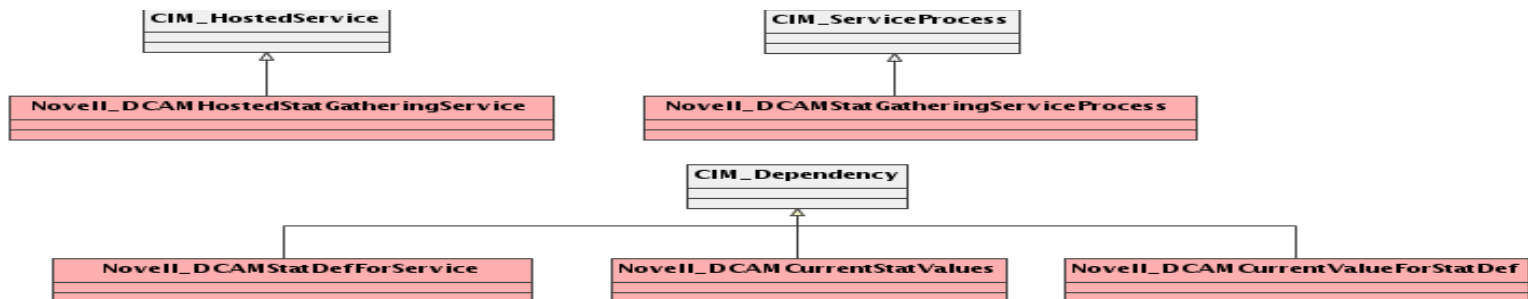 CIM_HostedService
CIM_ServiceProcess
Novell_DCAMHostedStatGatheringService
Novell_DCAMStatGatheringServiceProcess
CIM_Dependency
Novell_DCAMStatDefForService
Novell_DCAMCurrentStatValues
Novell_DCAMCurrentValueForStatDef